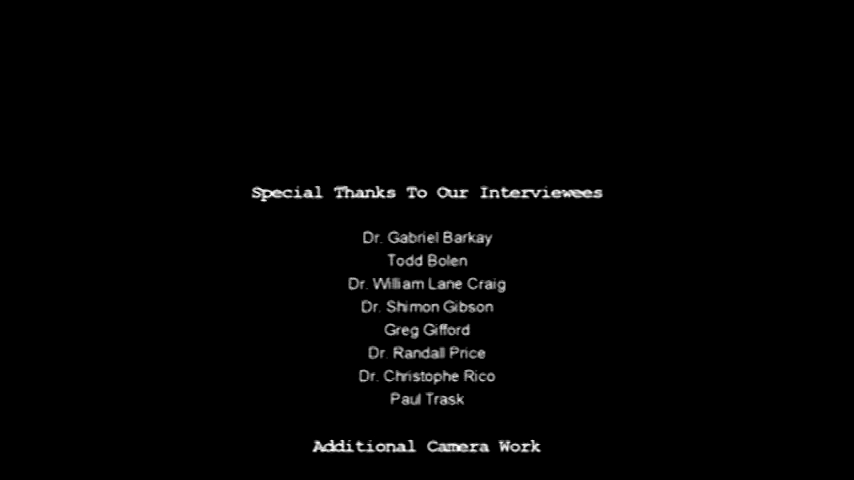 Special Thanks To Our Interviewees
Dr. Gabriel Barkay
Todd Bolen
Dr. William Lane Craig
Dr. Shimon Gibson
Greg Gifford
Dr. Randall Price
Dr. Christophe Rico
Paul Trask
Additional Camera Work